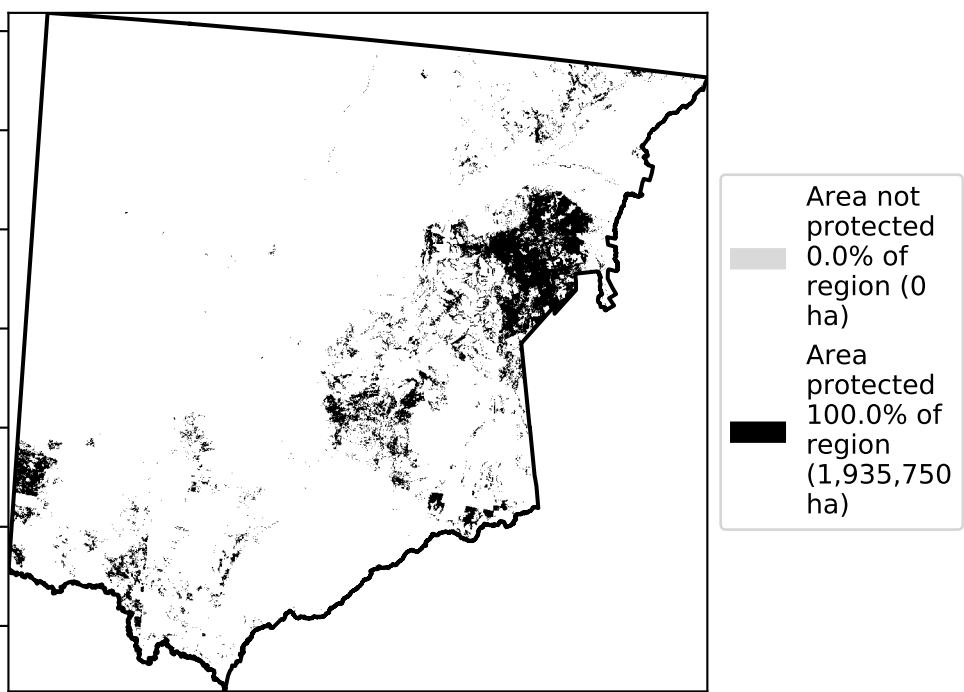 Area not
protected
0.0% of
region (0
ha)
Area
protected
100.0% of
region
(1,935,750
ha)